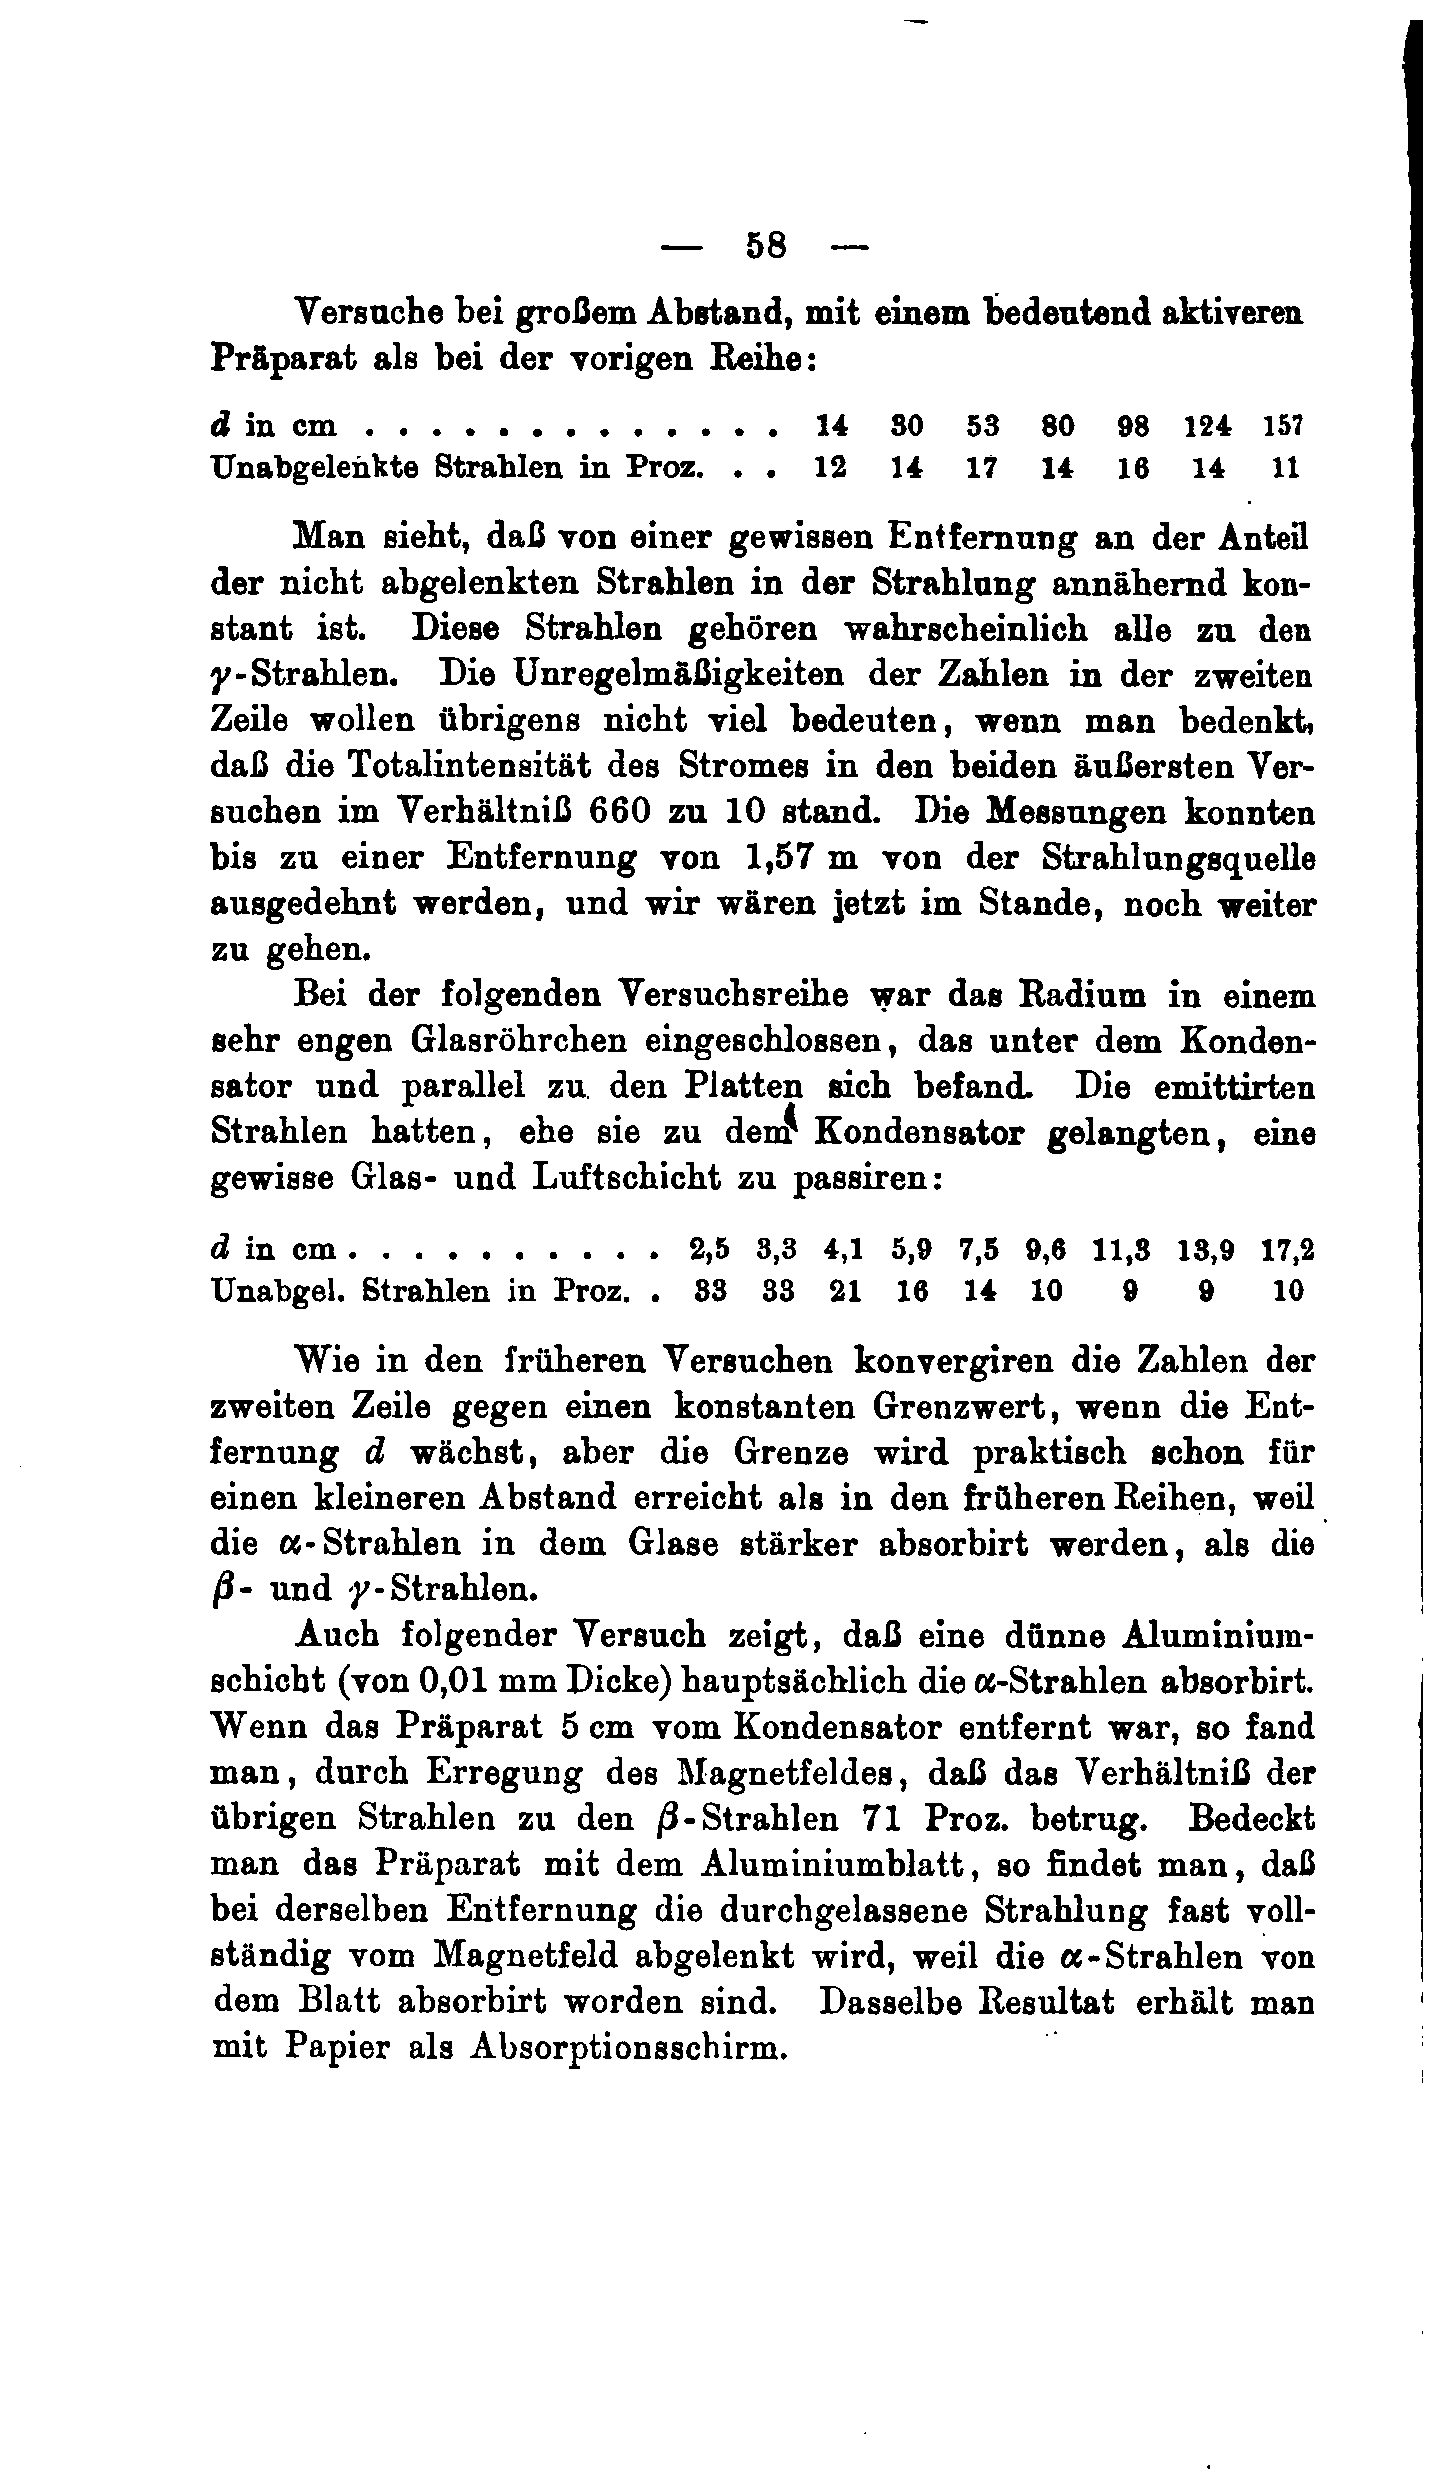 — 58 —
Versuche bei großem Abstand, mit einem bedeutend aktiveren
Präparat als bei der vorigen Reihe:
d in cm . . . . . . . . . . . . . 14 30 53 80 98 124 157
Unabgelenkte Strahlen in Proz. . . 12 14 17 14 16 14 11
Man sieht, daß von einer gewissen Entfernung an der Anteil
der nicht abgelenkten Strahlen in der Strahlung annähernd kon-
stant ist. Diese Strahlen gehören wahrscheinlich alle zu den
γ-Strahlen. Die Unregelmäßigkeiten der Zahlen in der zweiten
Zeile wollen übrigens nicht viel bedeuten, wenn man bedenkt,
daß die Totalintensität des Stromes in den beiden äußersten Ver-
suchen im Verhältniß 660 zu 10 stand. Die Messungen konnten
bis zu einer Entfernung von 1,57 m von der Strahlungsquelle
ausgedehnt werden, und wir wären jetzt im Stande, noch weiter
zu gehen.
Bei der folgenden Versuchsreihe war das Radium in einem
sehr engen Glasröhrchen eingeschlossen, das unter dem Konden-
sator und parallel zu den Platten sich befand. Die emittirten
Strahlen hatten, ehe sie zu dem Kondensator gelangten, eine
gewisse Glas- und Luftschicht zu passiren:
d in cm . . . . . . . . . . 2,5 3,3 4,1 5,9 7,5 9,6 11,3 13,9 17,2
Unabgel. Strahlen in Proz. . 33 33 21 16 14 10 9 9 10
Wie in den früheren Versuchen konvergiren die Zahlen der
zweiten Zeile gegen einen konstanten Grenzwert, wenn die Ent-
fernung d wächst, aber die Grenze wird praktisch schon für
einen kleineren Abstand erreicht als in den früheren Reihen, weil
die α-Strahlen in dem Glase stärker absorbirt werden, als die
β- und γ-Strahlen.
Auch folgender Versuch zeigt, daß eine dünne Aluminium-
schicht (von 0,01 mm Dicke) hauptsächlich die α-Strahlen absorbirt.
Wenn das Präparat 5 cm vom Kondensator entfernt war, so fand
man, durch Erregung des Magnetfeldes, daß das Verhältniß der
übrigen Strahlen zu den β-Strahlen 71 Proz. betrug. Bedeckt
man das Präparat mit dem Aluminiumblatt, so findet man, daß
bei derselben Entfernung die durchgelassene Strahlung fast voll-
ständig vom Magnetfeld abgelenkt wird, weil die α-Strahlen von
dem Blatt absorbirt worden sind. Dasselbe Resultat erhält man
mit Papier als Absorptionsschirm.